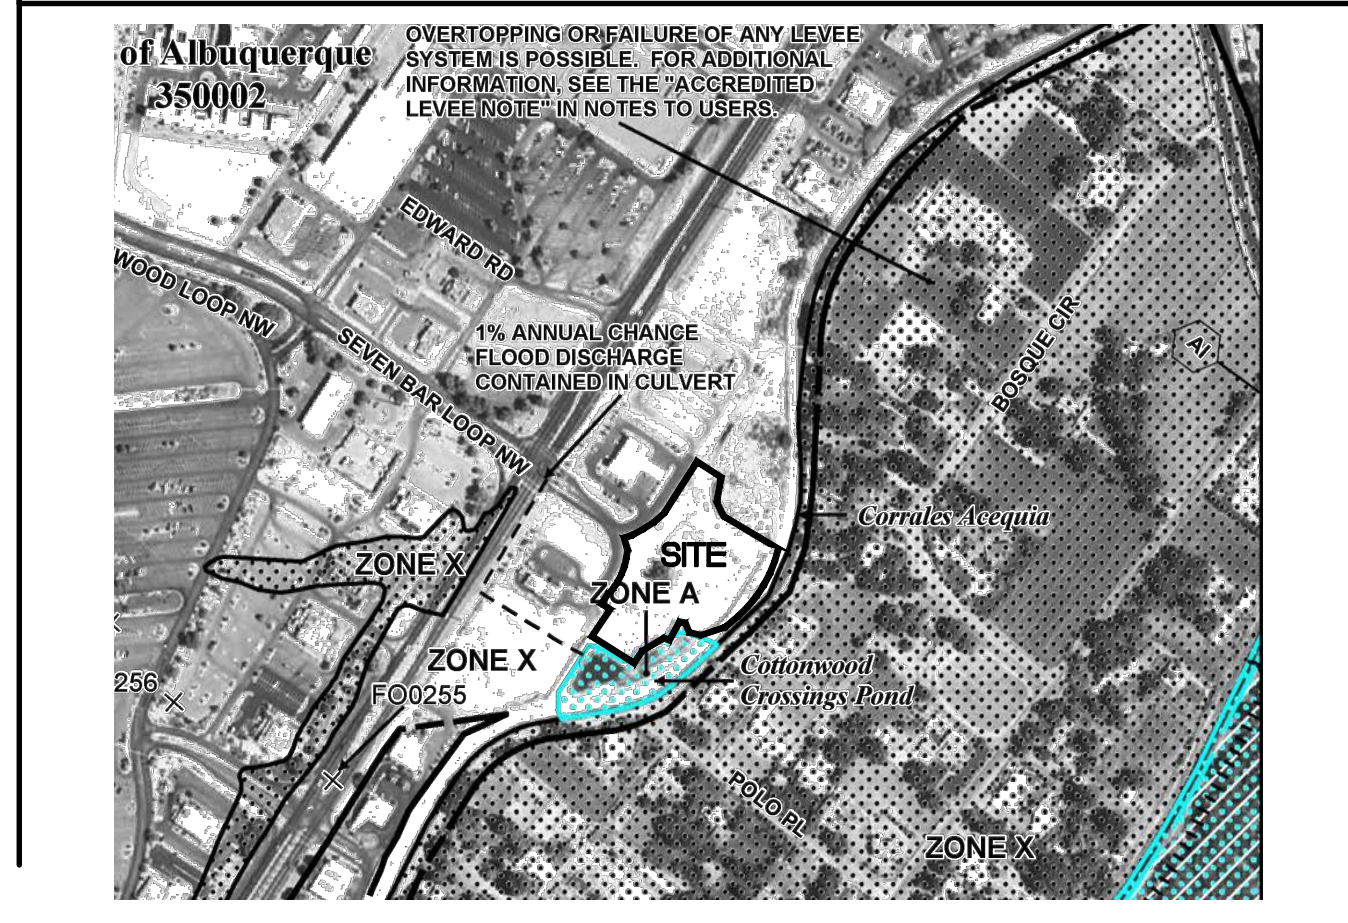 OVERTOPPING OR FAILURE OF ANY LEVEE
SYSTEM IS POSSIBLE. FOR ADDITIONAL
INFORMATION, SEE THE "ACCREDITED
LEVEE NOTE" IN NOTES TO USERS.
of Albuquerque
350002
EDWARD RD
WOOD LOOP NW
SEVEN BAR LOOP NW
1% ANNUAL CHANCE
FLOOD DISCHARGE
CONTAINED IN CULVERT
BOSQUE CIR
AI
Corrales Acequia
SITE
ZONE X
ZONE A
ZONE X
Cottonwood
Crossings Pond
256
FO0255
POLO PL
ZONE X